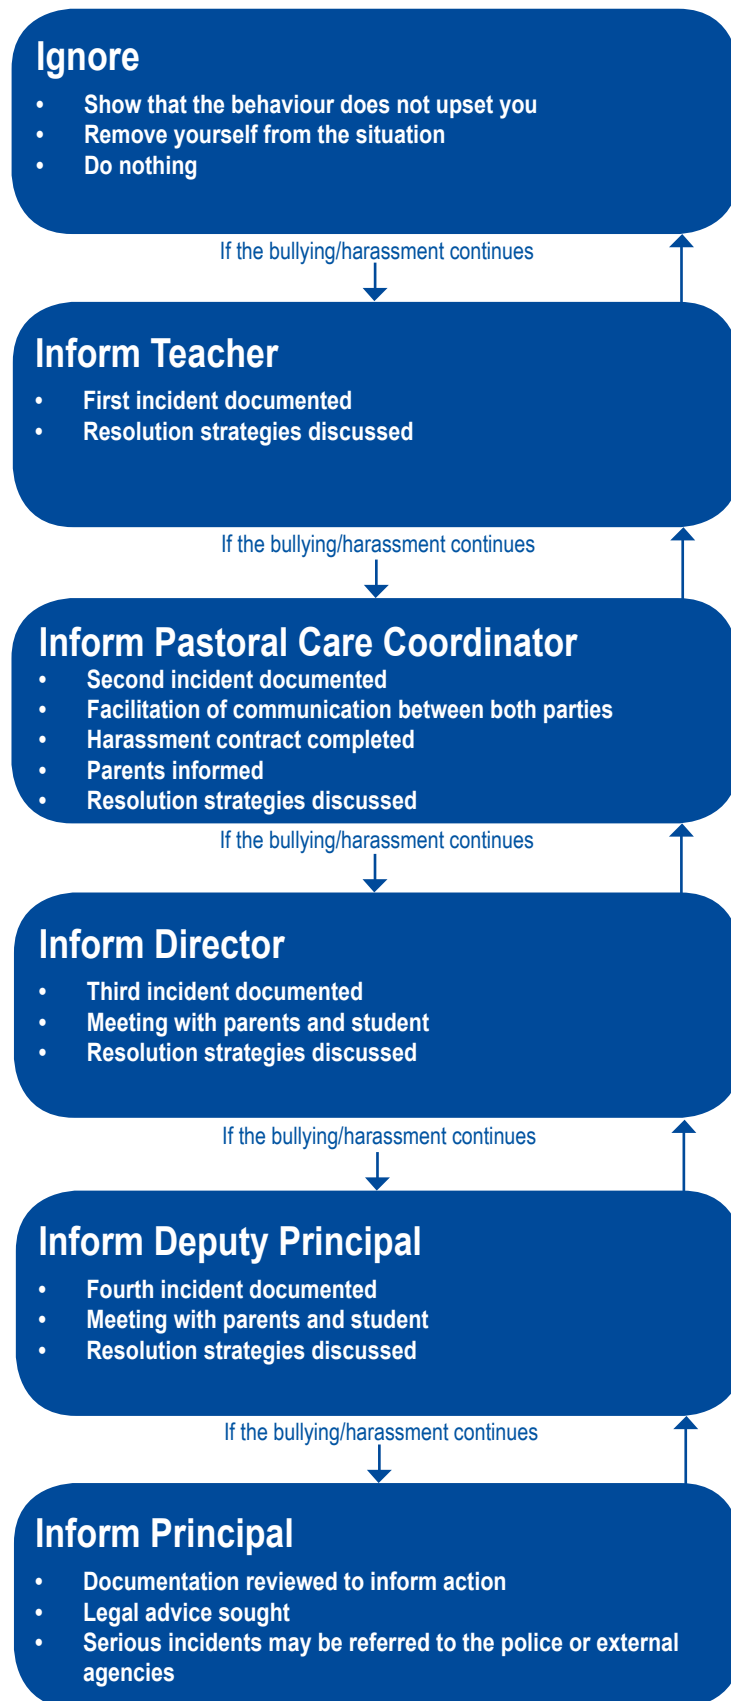 Ignore
• Show that the behaviour does not upset you
• Remove yourself from the situation
• Do nothing
If the bullying/harassment continues
Inform Teacher
• First incident documented
• Resolution strategies discussed
If the bullying/harassment continues
Inform Pastoral Care Coordinator
• Second incident documented
• Facilitation of communication between both parties
• Harassment contract completed
• Parents informed
• Resolution strategies discussed
If the bullying/harassment continues
Inform Director
• Third incident documented
• Meeting with parents and student
• Resolution strategies discussed
If the bullying/harassment continues
Inform Deputy Principal
• Fourth incident documented
• Meeting with parents and student
• Resolution strategies discussed
If the bullying/harassment continues
Inform Principal
• Documentation reviewed to inform action
• Legal advice sought
• Serious incidents may be referred to the police or external
agencies